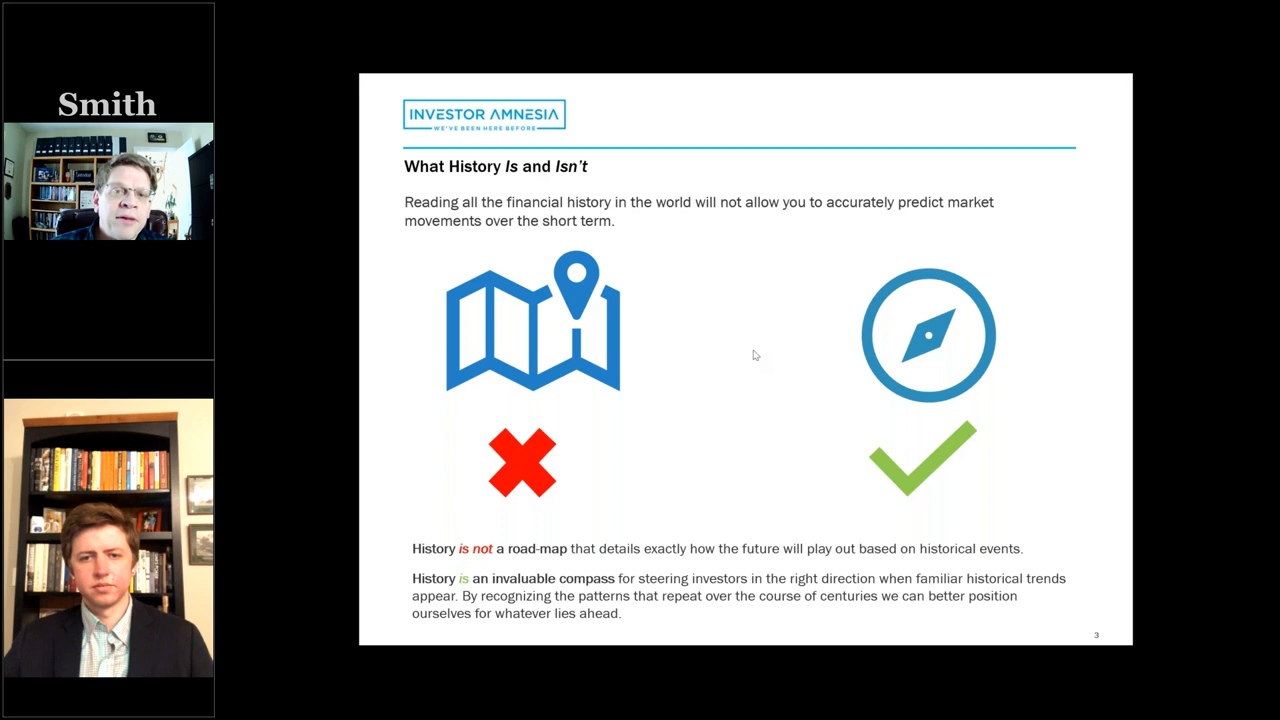 Smith
INVESTOR AMNESIA
WE'VE BEEN HERE BEFORE
What History Is and Isn't
Reading all the financial history in the world will not allow you to accurately predict market
movements over the short term.
History is not a road-map that details exactly how the future will play out based on historical events.
History is an invaluable compass for steering investors in the right direction when familiar historical trends
appear. By recognizing the patterns that repeat over the course of centuries we can better position
ourselves for whatever lies ahead.
3